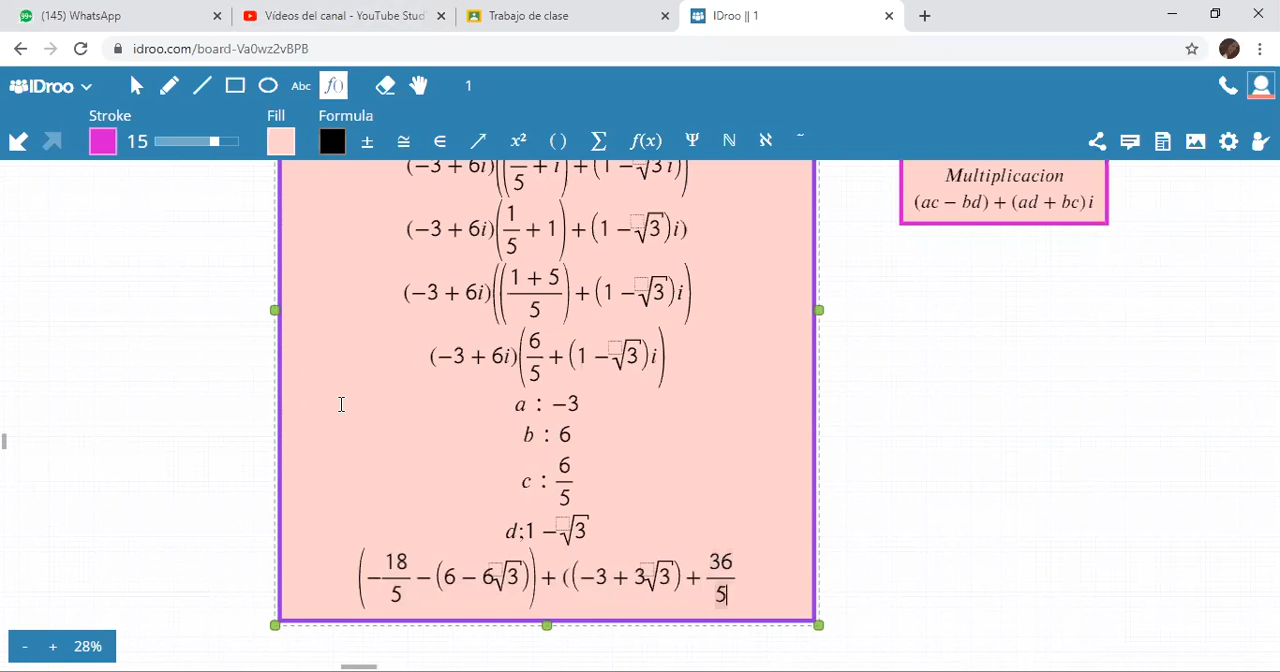 (145) WhatsApp
Vídeos del canal - YouTube Stud
Trabajo de clase
IDroo || 1
idroo.com/board-Va0wz2vBPB
IDroo
Abc
f()
1
Stroke
Fill
Formula
15
± ≅ ∈ ↗ x² ( ) ∑ f(x) Ψ ℕ ℵ ~
(−3 + 6i)((1/5 + i) + (1 − √3 i))
(−3 + 6i)(1/5 + 1) + (1 − √3)i)
(−3 + 6i)(((1 + 5)/5) + (1 − √3)i)
(−3 + 6i)(6/5 + (1 − √3)i)
a : −3
b : 6
c : 6/5
d;1 − √3
(−18/5 − (6 − 6√3)) + ((−3 + 3√3) + 36/5
Multiplicacion
(ac − bd) + (ad + bc)i
- + 28%